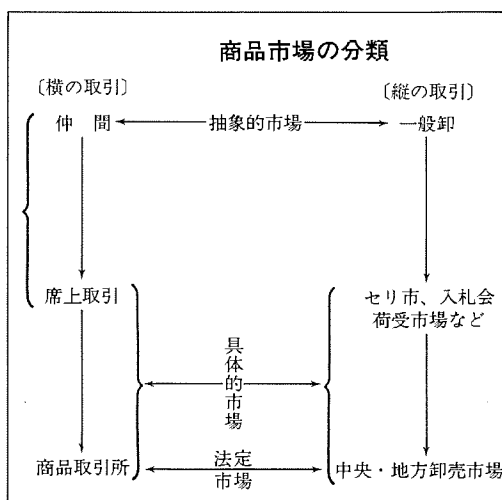 商品市場の分類
〔横の取引〕
〔縦の取引〕
仲間
抽象的市場
一般卸
席上取引
セリ市、入札会
荷受市場など
具体的市場
商品取引所
法定
市場
中央・地方卸売市場